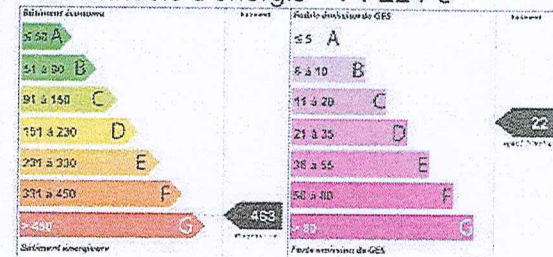 Bâtiment économe
≤ 50 A
51 à 90 B
91 à 150 C
151 à 230 D
231 à 330 E
331 à 450 F
> 450 G
463
Bâtiment énergivore
Faible émission de GES
≤ 5 A
6 à 10 B
11 à 20 C
21 à 35 D
36 à 55 E
56 à 80 F
> 80 G
22
Forte émission de GES